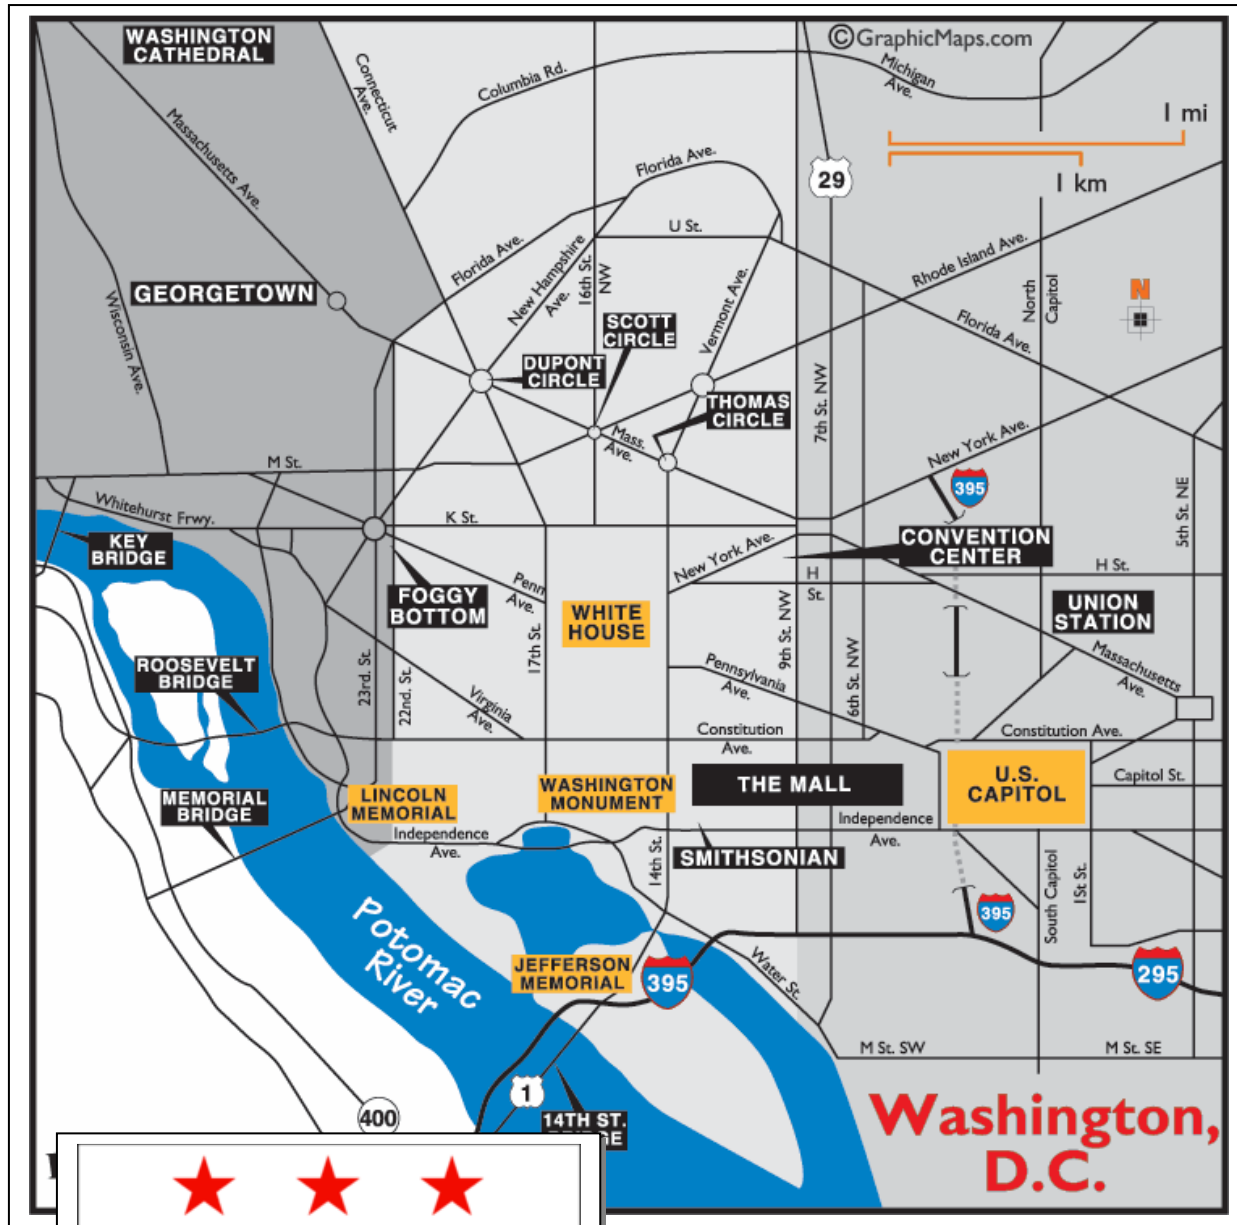 WASHINGTON
CATHEDRAL
©GraphicMaps.com
Connecticut
Ave.
Columbia Rd.
Michigan
Ave.
1 mi
1 km
Massachusetts Ave.
Florida Ave.
29
U St.
Florida Ave.
New Hampshire
Ave.
16th St.
NW
Vermont Ave.
Rhode Island Ave.
North
Capitol
N
GEORGETOWN
Wisconsin Ave.
SCOTT
CIRCLE
Florida Ave.
DUPONT
CIRCLE
THOMAS
CIRCLE
7th St. NW
Mass.
Ave.
New York Ave.
M St.
395
5th St. NE
Whitehurst Frwy.
K St.
KEY
BRIDGE
CONVENTION
CENTER
New York Ave.
H
St.
H St.
FOGGY
BOTTOM
Penn
Ave.
WHITE
HOUSE
9th St. NW
UNION
STATION
17th St.
ROOSEVELT
BRIDGE
23rd. St.
22nd. St.
Virginia
Ave.
Pennsylvania
Ave.
6th St. NW
Massachusetts
Ave.
Constitution
Ave.
Constitution Ave.
THE MALL
U.S.
CAPITOL
Capitol St.
WASHINGTON
MONUMENT
LINCOLN
MEMORIAL
MEMORIAL
BRIDGE
Independence
Ave.
Independence
Ave.
14th St.
SMITHSONIAN
South Capitol
1St St.
395
Potomac
River
JEFFERSON
MEMORIAL
395
Water St.
295
M St. SW
M St. SE
1
400
14TH ST.
Washington,
D.C.